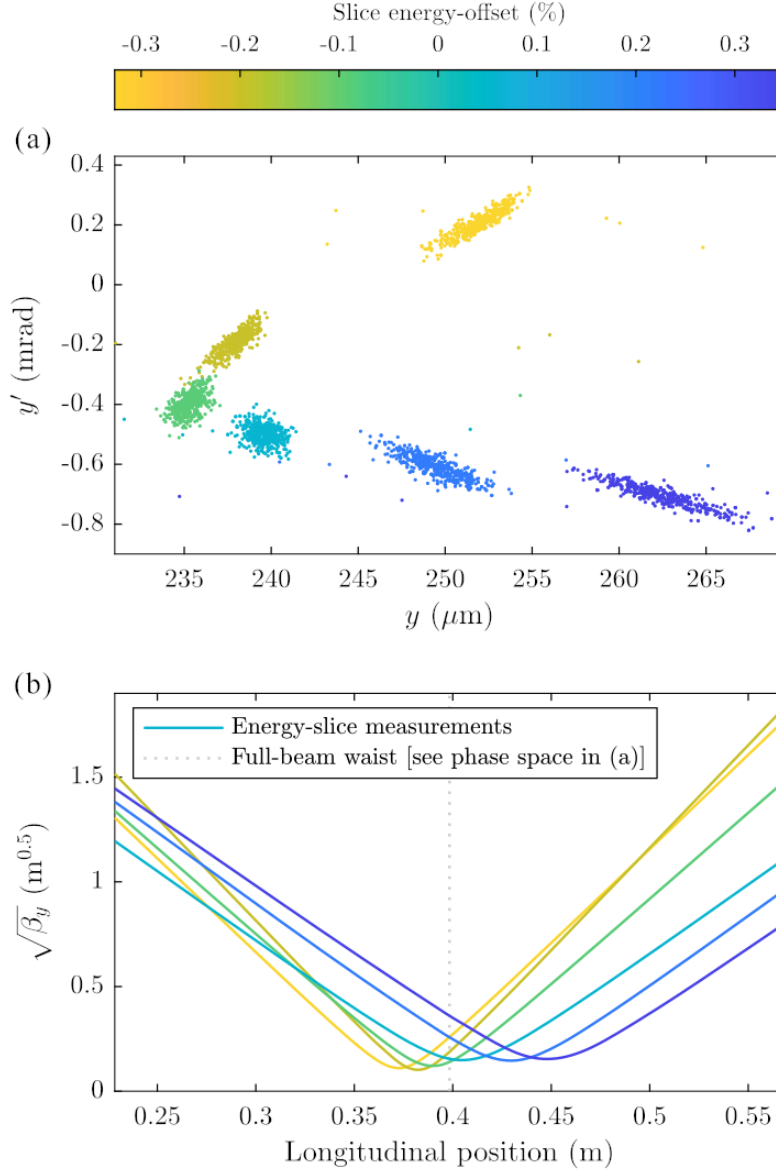 Slice energy-offset (%)
-0.3 -0.2 -0.1 0 0.1 0.2 0.3
(a)
0.4
0.2
0
-0.2
-0.4
-0.6
-0.8
y′ (mrad)
235 240 245 250 255 260 265
y (μm)
(b)
1.5
1
0.5
0
√βy (m^0.5)
Energy-slice measurements
Full-beam waist [see phase space in (a)]
0.25 0.3 0.35 0.4 0.45 0.5 0.55
Longitudinal position (m)